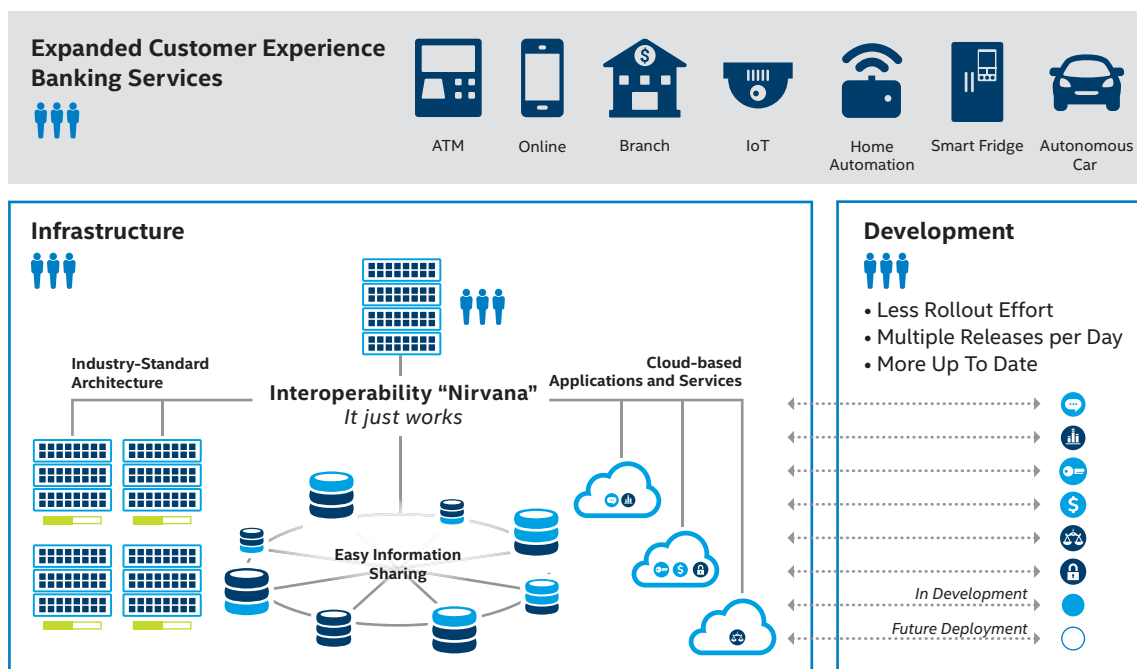 Expanded Customer Experience
Banking Services
ATM
Online
Branch
IoT
Home
Automation
Smart Fridge
Autonomous
Car
Infrastructure
Industry-Standard
Architecture
Interoperability “Nirvana”
It just works
Cloud-based
Applications and Services
Easy Information
Sharing
Development
• Less Rollout Effort
• Multiple Releases per Day
• More Up To Date
In Development
Future Deployment